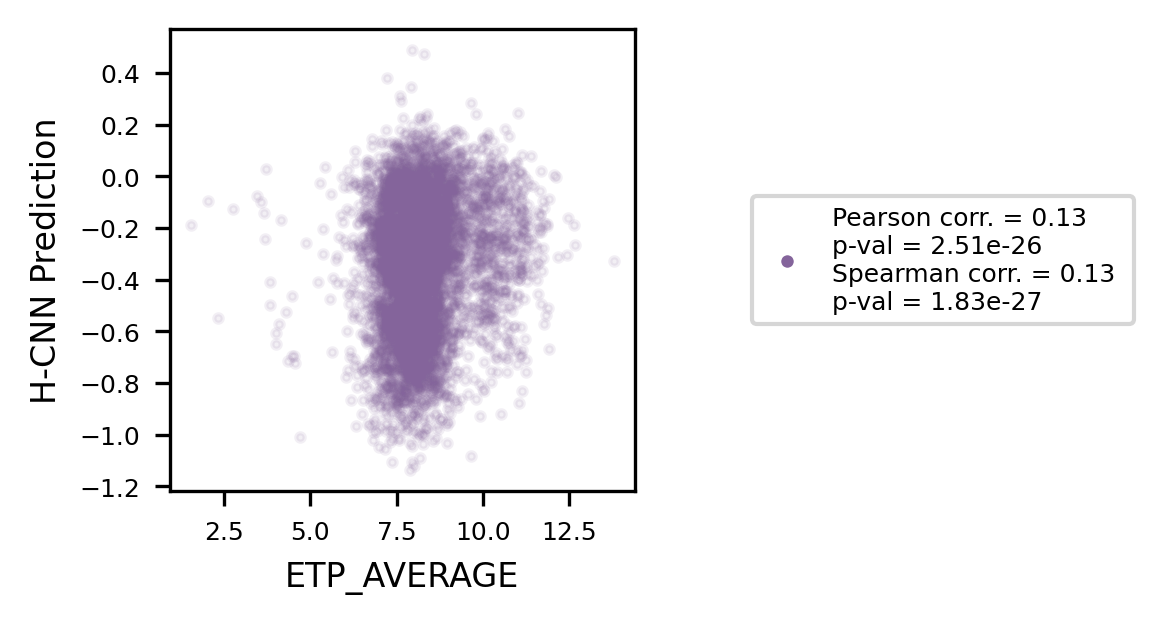 H-CNN Prediction
0.4
0.2
0.0
−0.2
−0.4
−0.6
−0.8
−1.0
−1.2
2.5 5.0 7.5 10.0 12.5
ETP_AVERAGE
Pearson corr. = 0.13
p-val = 2.51e-26
Spearman corr. = 0.13
p-val = 1.83e-27